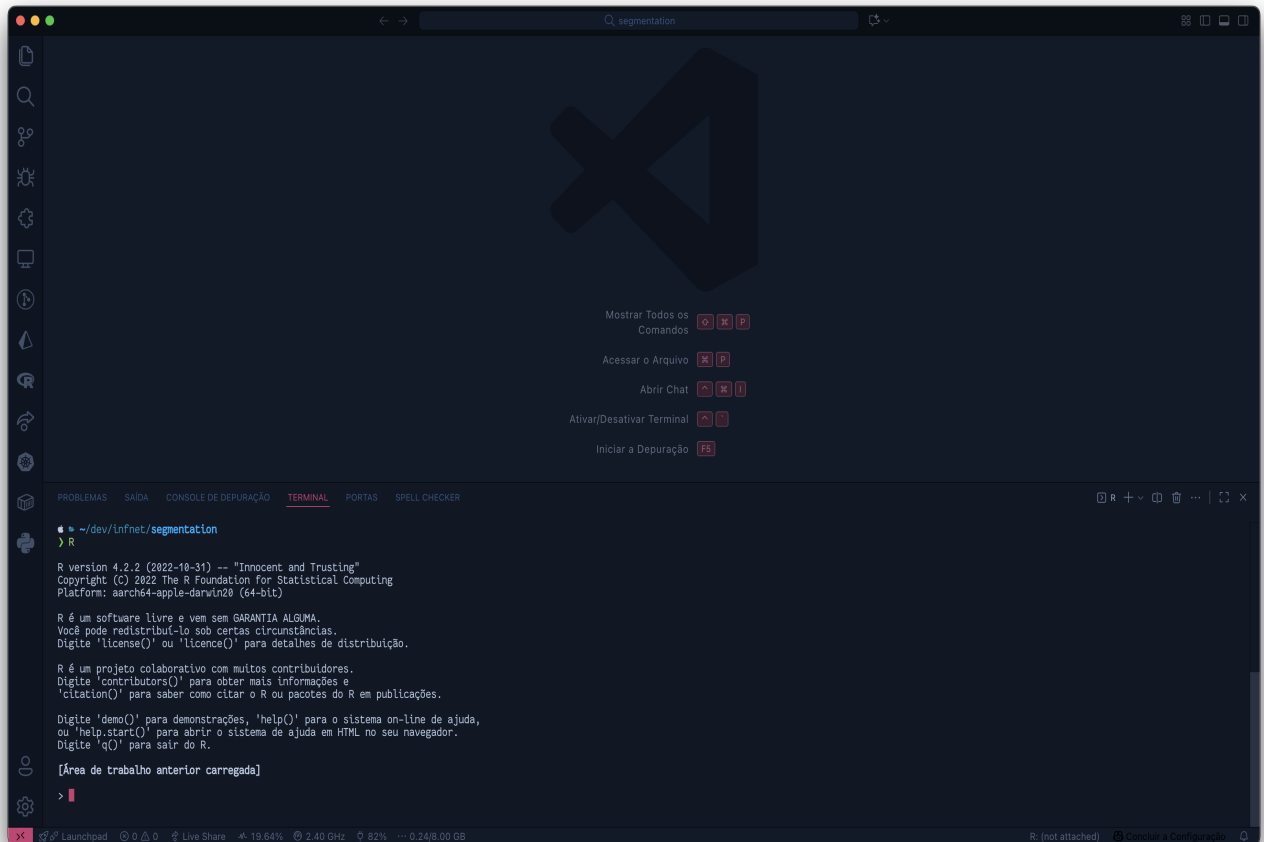 segmentation
Mostrar Todos os
Comandos
⇧ ⌘ P
Acessar o Arquivo ⌘ P
Abrir Chat ^ ⌘ I
Ativar/Desativar Terminal ^ `
Iniciar a Depuração F5
PROBLEMAS SAÍDA CONSOLE DE DEPURAÇÃO TERMINAL PORTAS SPELL CHECKER
R
~/dev/infnet/segmentation
❯ R
R version 4.2.2 (2022-10-31) -- "Innocent and Trusting"
Copyright (C) 2022 The R Foundation for Statistical Computing
Platform: aarch64-apple-darwin20 (64-bit)
R é um software livre e vem sem GARANTIA ALGUMA.
Você pode redistribuí-lo sob certas circunstâncias.
Digite 'license()' ou 'licence()' para detalhes de distribuição.
R é um projeto colaborativo com muitos contribuidores.
Digite 'contributors()' para obter mais informações e
'citation()' para saber como citar o R ou pacotes do R em publicações.
Digite 'demo()' para demonstrações, 'help()' para o sistema on-line de ajuda,
ou 'help.start()' para abrir o sistema de ajuda em HTML no seu navegador.
Digite 'q()' para sair do R.
[Área de trabalho anterior carregada]
>
Launchpad 0 0 Live Share 19.64% 2.40 GHz 82% 0.24/8.00 GB R: (not attached) Concluir a Configuração